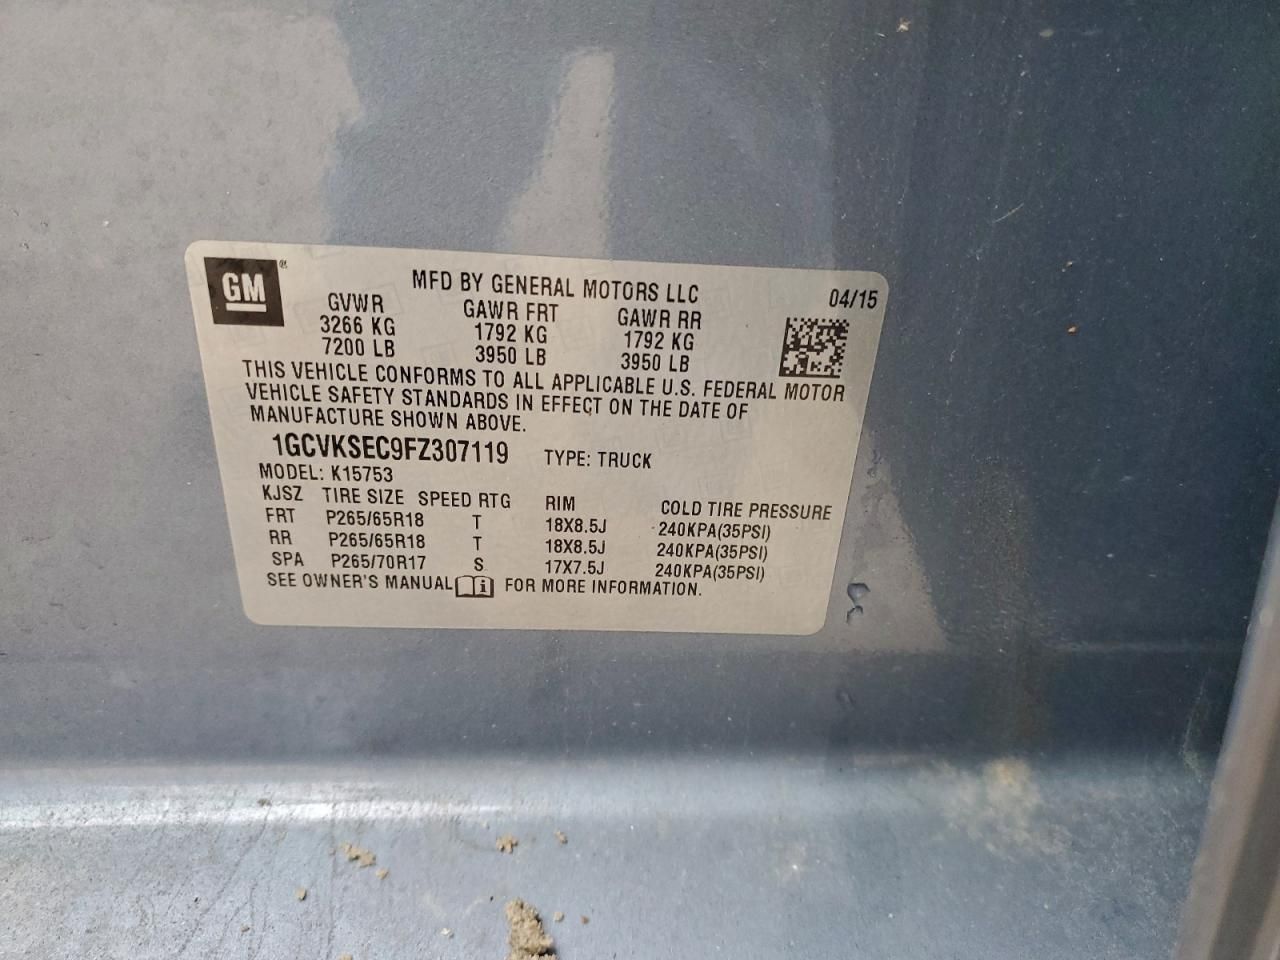 GM ®
MFD BY GENERAL MOTORS LLC 04/15
GVWR GAWR FRT GAWR RR
3266 KG 1792 KG 1792 KG
7200 LB 3950 LB 3950 LB
THIS VEHICLE CONFORMS TO ALL APPLICABLE U.S. FEDERAL MOTOR
VEHICLE SAFETY STANDARDS IN EFFECT ON THE DATE OF
MANUFACTURE SHOWN ABOVE.
1GCVKSEC9FZ307119 TYPE: TRUCK
MODEL: K15753
KJSZ TIRE SIZE SPEED RTG RIM COLD TIRE PRESSURE
FRT P265/65R18 T 18X8.5J 240KPA(35PSI)
RR P265/65R18 T 18X8.5J 240KPA(35PSI)
SPA P265/70R17 S 17X7.5J 240KPA(35PSI)
SEE OWNER'S MANUAL i FOR MORE INFORMATION.